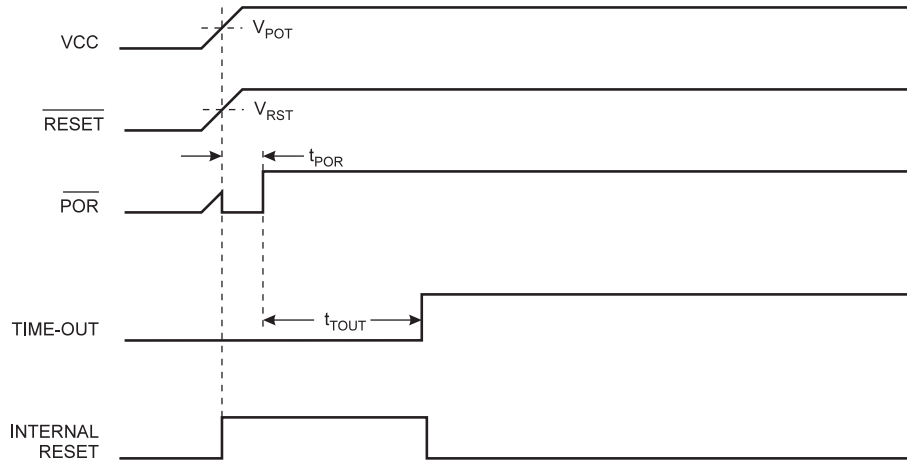 VCC
V_POT
RESET
V_RST
t_POR
POR
TIME-OUT
t_TOUT
INTERNAL
RESET